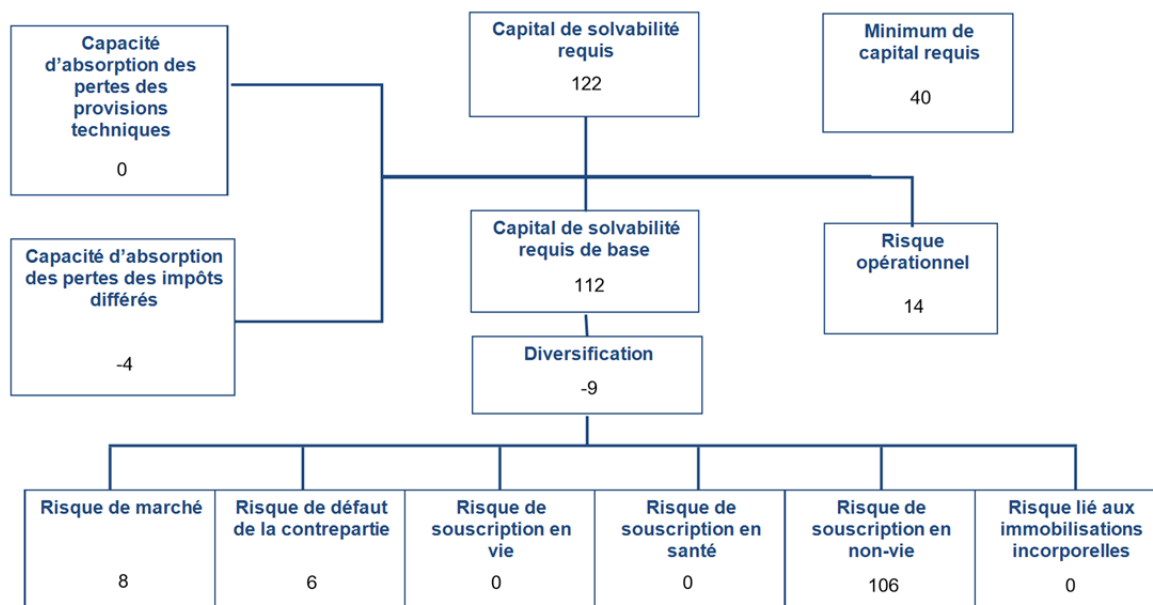 Capacité
d'absorption des
pertes des
provisions
techniques
0
Capital de solvabilité
requis
122
Minimum de
capital requis
40
Capacité d'absorption
des pertes des impôts
différés
-4
Capital de solvabilité
requis de base
112
Risque
opérationnel
14
Diversification
-9
Risque de marché
8
Risque de défaut
de la contrepartie
6
Risque de
souscription en
vie
0
Risque de
souscription en
santé
0
Risque de
souscription en
non-vie
106
Risque lié aux
immobilisations
incorporelles
0